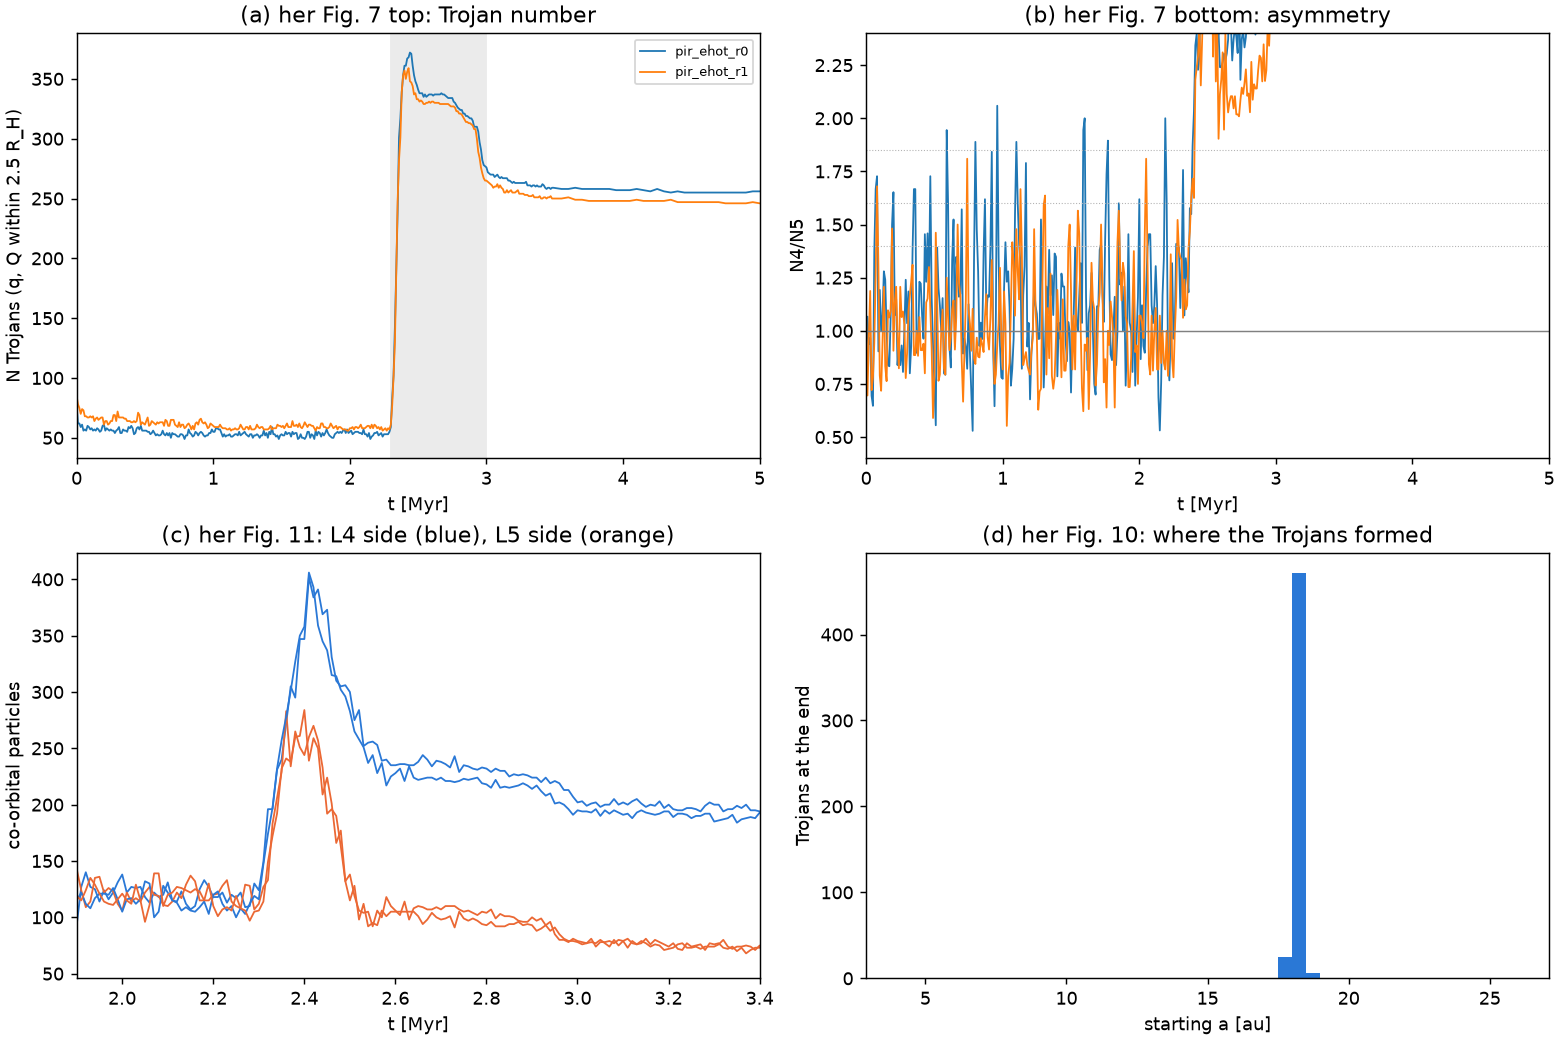 (a) her Fig. 7 top: Trojan number
N Trojans (q, Q within 2.5 R_H)
350
300
250
200
150
100
50
pir_ehot_r0
pir_ehot_r1
0 1 2 3 4 5
t [Myr]
(b) her Fig. 7 bottom: asymmetry
N4/N5
2.25
2.00
1.75
1.50
1.25
1.00
0.75
0.50
0 1 2 3 4 5
t [Myr]
(c) her Fig. 11: L4 side (blue), L5 side (orange)
co-orbital particles
400
350
300
250
200
150
100
50
2.0 2.2 2.4 2.6 2.8 3.0 3.2 3.4
t [Myr]
(d) her Fig. 10: where the Trojans formed
Trojans at the end
400
300
200
100
0
5 10 15 20 25
starting a [au]